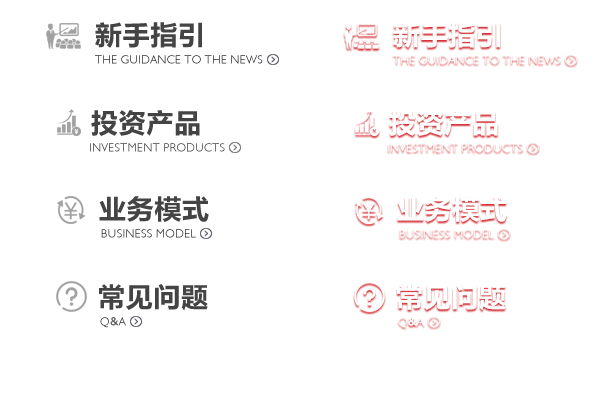 新手指引
THE GUIDANCE TO THE NEWS
新手指引
THE GUIDANCE TO THE NEWS
投资产品
INVESTMENT PRODUCTS
投资产品
INVESTMENT PRODUCTS
业务模式
BUSINESS MODEL
业务模式
BUSINESS MODEL
常见问题
Q&A
常见问题
Q&A